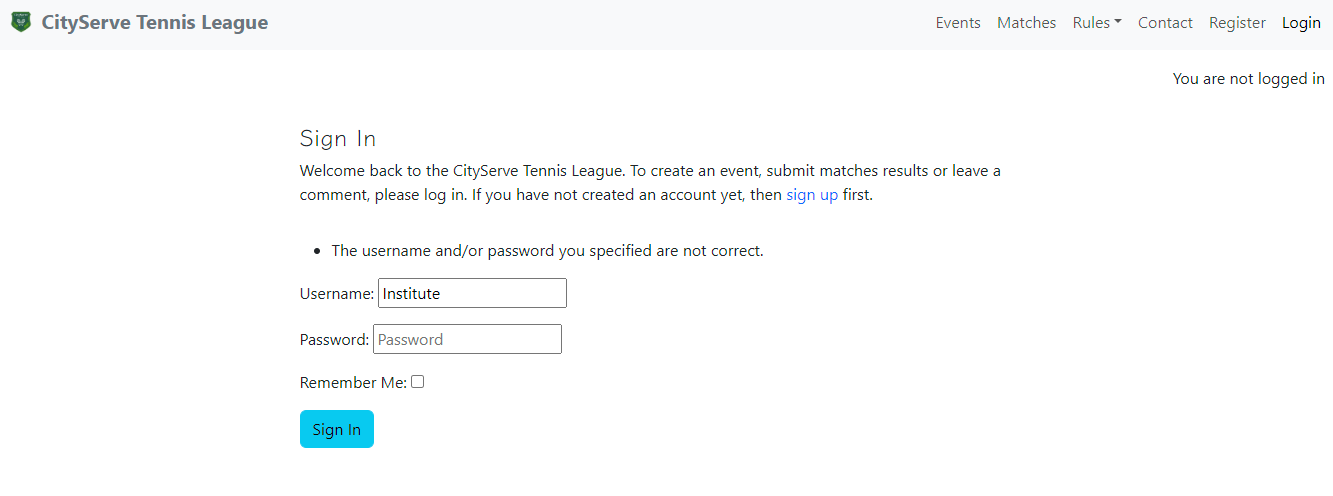 CityServe Tennis League
Events Matches Rules Contact Register Login
You are not logged in
Sign In
Welcome back to the CityServe Tennis League. To create an event, submit matches results or leave a
comment, please log in. If you have not created an account yet, then sign up first.
• The username and/or password you specified are not correct.
Username: Institute
Password: Password
Remember Me:
Sign In